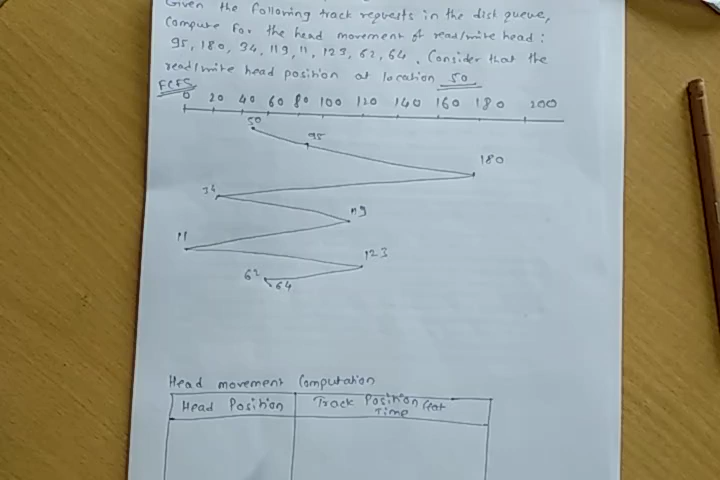 Given the following track requests in the disk queue,
compute for the head movement of read/write head:
95, 180, 34, 119, 11, 123, 62, 64. Consider that the
read/write head position at location 50
FCFS
0 20 40 60 80 100 120 140 160 180 200
50
95
180
34
119
11
123
62
64
Head movement Computation
Head Position Track Position
Time